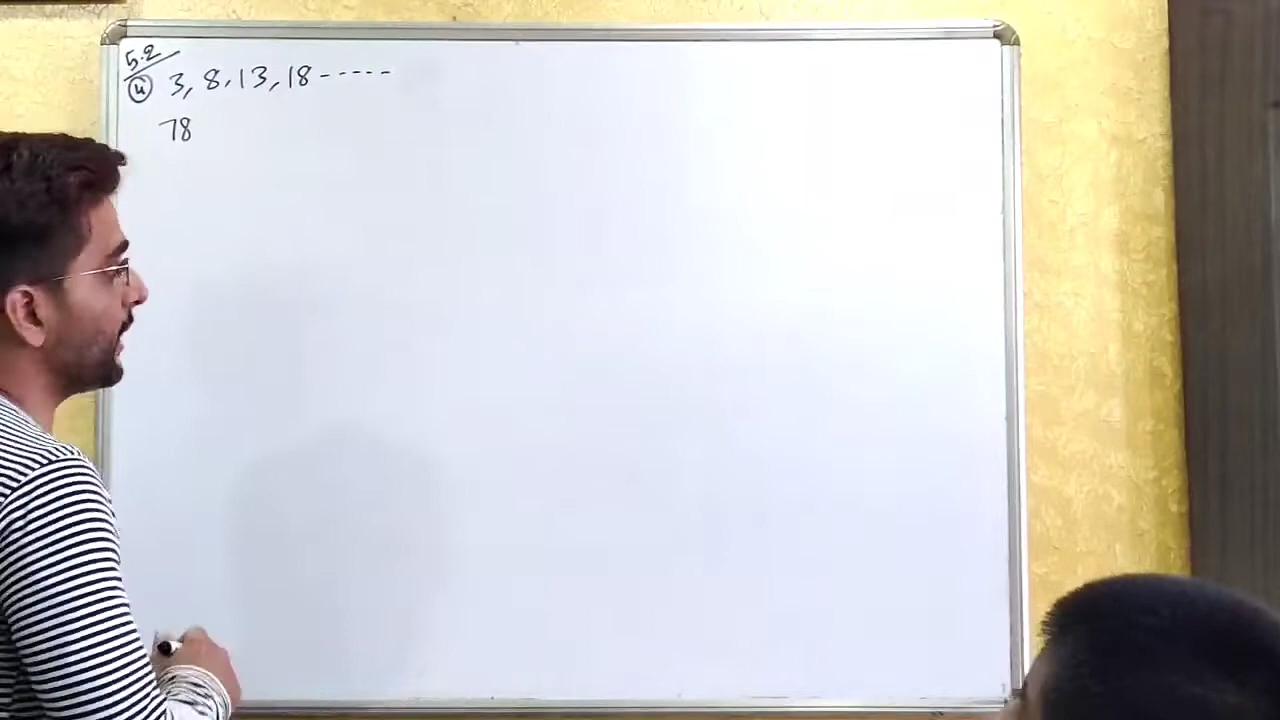 5.2
④ 3, 8, 13, 18 -----
78